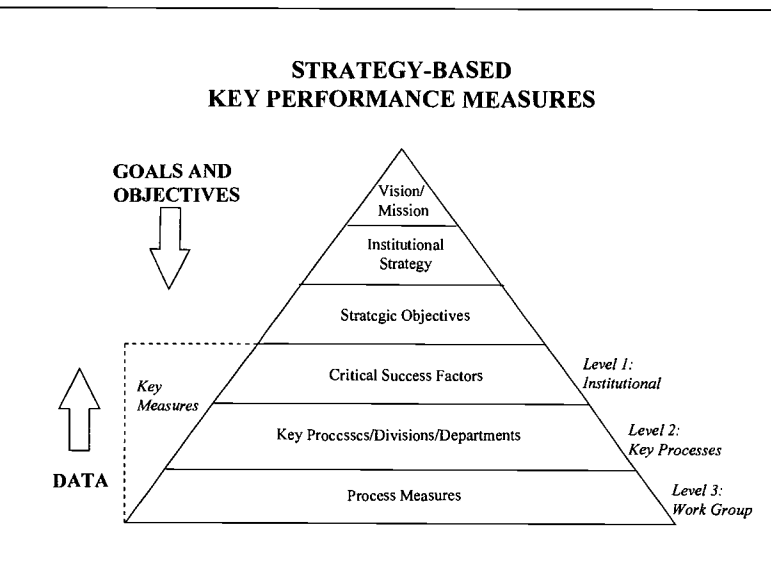 STRATEGY-BASED
KEY PERFORMANCE MEASURES
GOALS AND
OBJECTIVES
Vision/
Mission
Institutional
Strategy
Strategic Objectives
Critical Success Factors
Level 1:
Institutional
Key
Measures
Key Processes/Divisions/Departments
Level 2:
Key Processes
DATA
Process Measures
Level 3:
Work Group